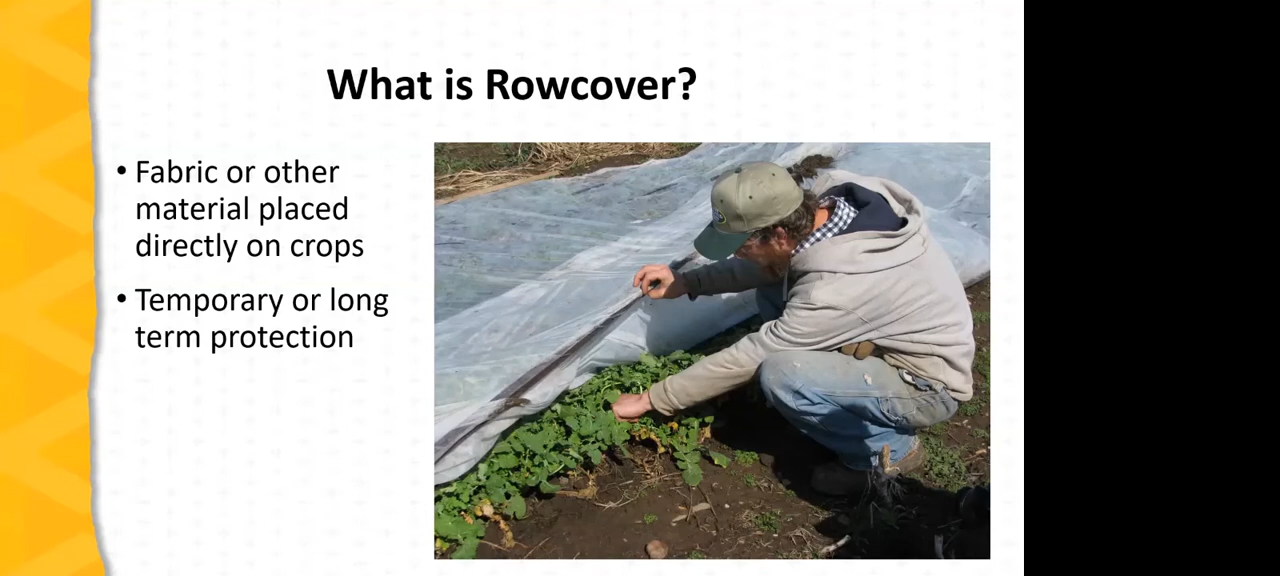 What is Rowcover?
• Fabric or other
material placed
directly on crops
• Temporary or long
term protection